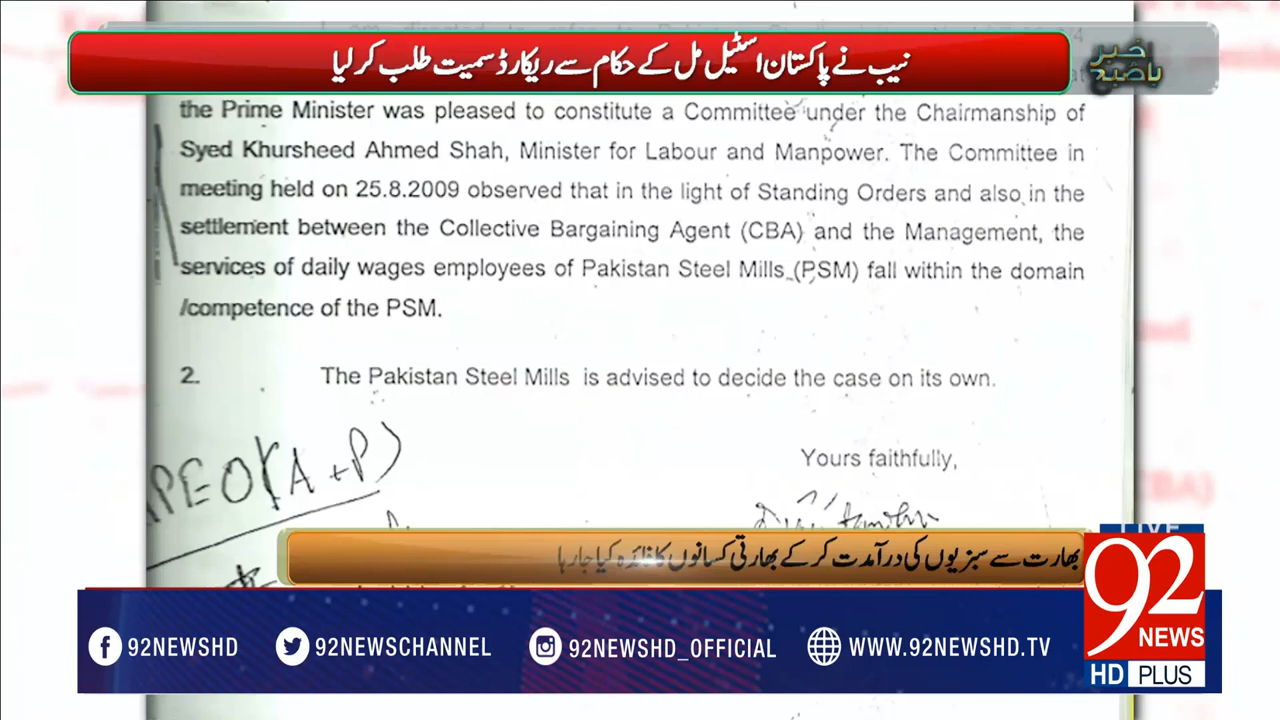 نیب نے پاکستان اسٹیل مل کے حکام سے ریکارڈ سمیت طلب کر لیا
خبر
باضبط
the Prime Minister was pleased to constitute a Committee under the Chairmanship of
Syed Khursheed Ahmed Shah, Minister for Labour and Manpower. The Committee in
meeting held on 25.8.2009 observed that in the light of Standing Orders and also in the
settlement between the Collective Bargaining Agent (CBA) and the Management, the
services of daily wages employees of Pakistan Steel Mills (PSM) fall within the domain
/competence of the PSM.
2. The Pakistan Steel Mills is advised to decide the case on its own.
PEO(A+P)
Yours faithfully,
بھارت سے سبزیوں کی درآمدت کر کے بھارتی کسانوں کا فائدہ کیا جا رہا
LIVE
92
NEWS
HD PLUS
92NEWSHD
92NEWSCHANNEL
92NEWSHD_OFFICIAL
WWW.92NEWSHD.TV